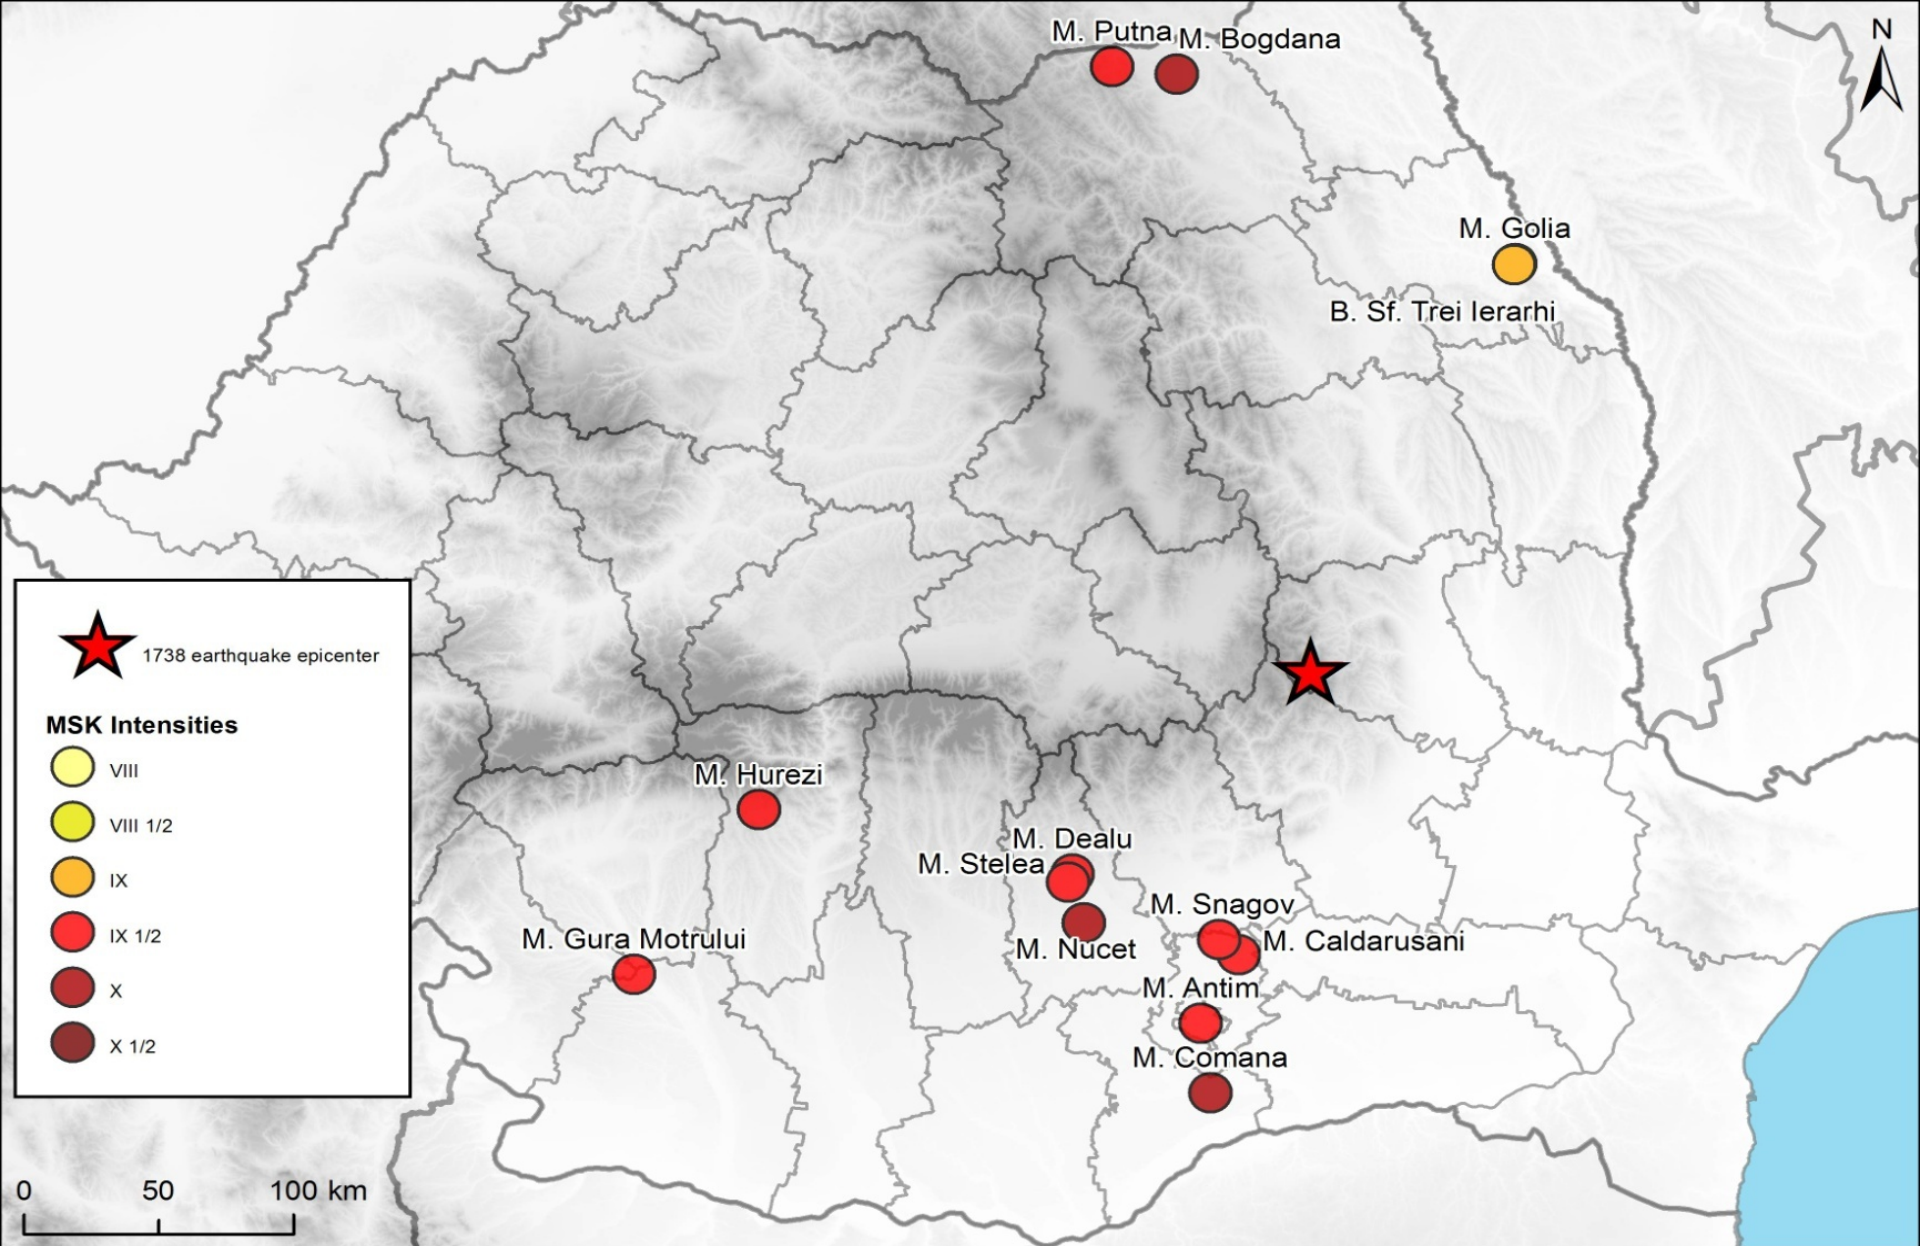 M. Putna
M. Bogdana
N
M. Golia
B. Sf. Trei Ierarhi
1738 earthquake epicenter
MSK Intensities
VIII
VIII 1/2
IX
IX 1/2
X
X 1/2
M. Hurezi
M. Dealu
M. Stelea
M. Snagov
M. Gura Motrului
M. Nucet
M. Caldarusani
M. Antim
M. Comana
0 50 100 km